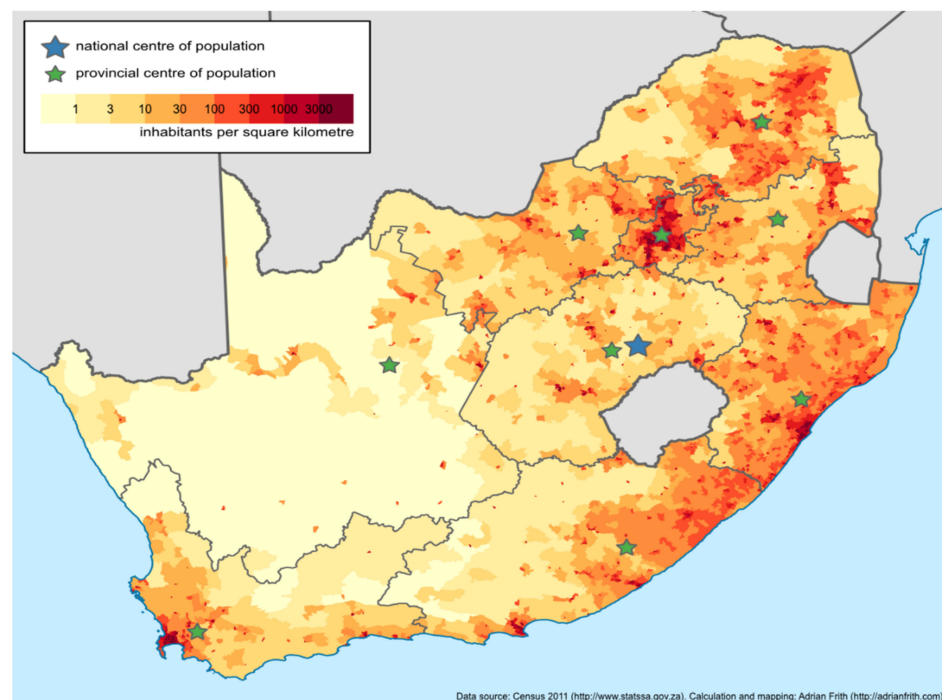 national centre of population
provincial centre of population
1 3 10 30 100 300 1000 3000
inhabitants per square kilometre
Data source: Census 2011 (http://www.statssa.gov.za). Calculation and mapping: Adrian Frith (http://adrianfrith.com)